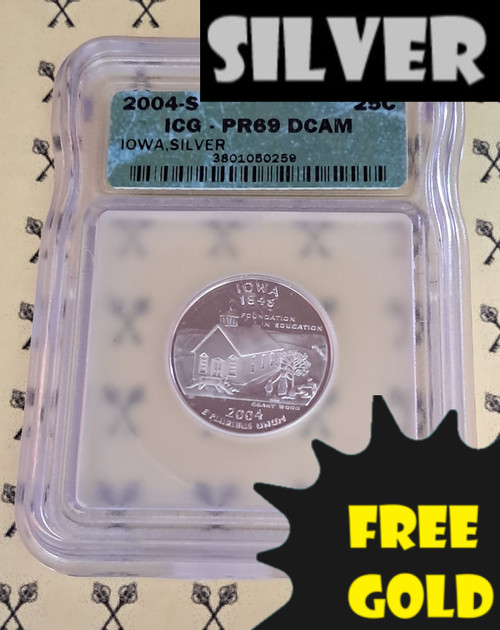 SILVER
2004-S 25C
ICG - PR69 DCAM
IOWA,SILVER
3801050259
IOWA
1846
FOUNDATION
IN EDUCATION
GRANT WOOD
2004
E PLURIBUS UNUM
FREE
GOLD